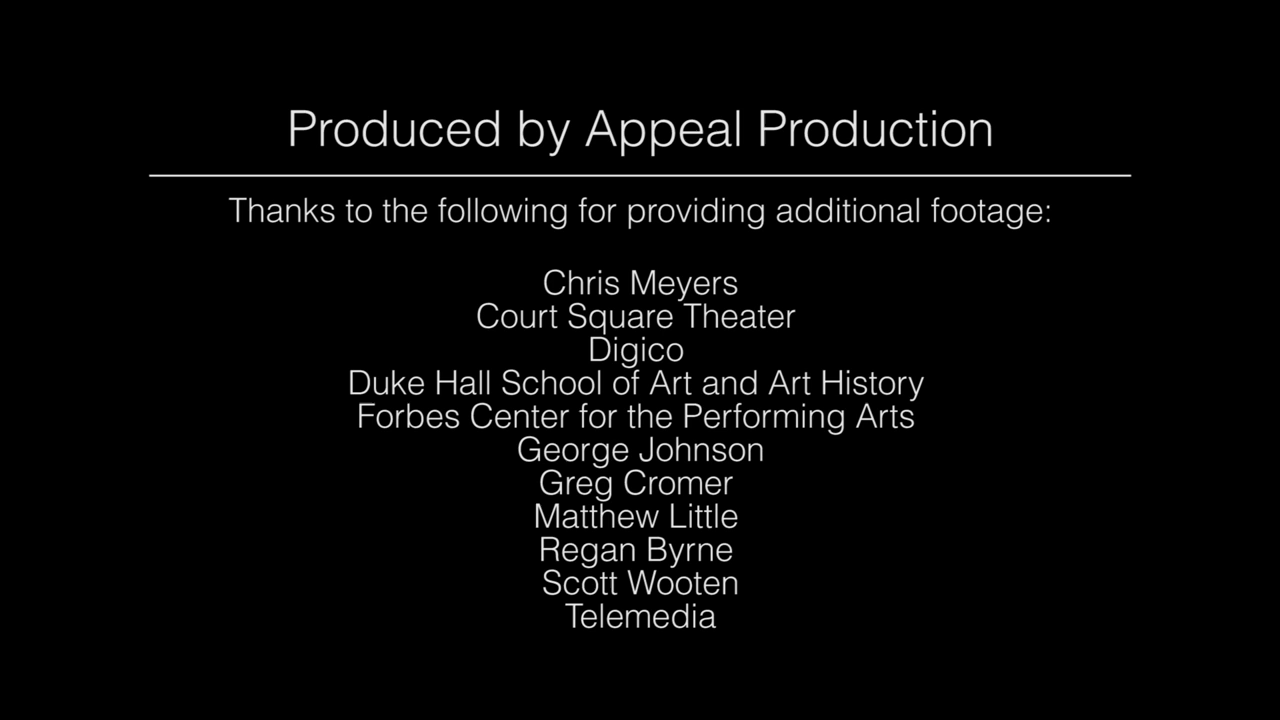 Produced by Appeal Production
Thanks to the following for providing additional footage:
Chris Meyers
Court Square Theater
Digico
Duke Hall School of Art and Art History
Forbes Center for the Performing Arts
George Johnson
Greg Cromer
Matthew Little
Regan Byrne
Scott Wooten
Telemedia